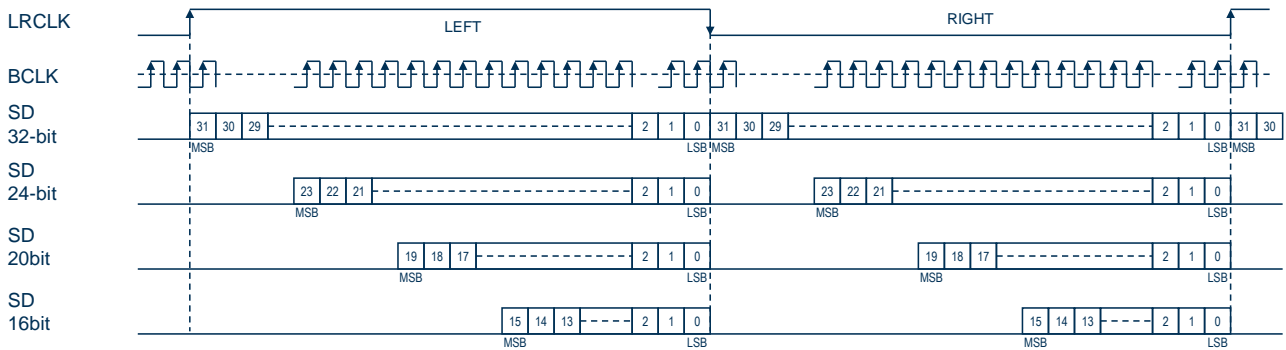 LRCLK LEFT RIGHT
BCLK
SD
32-bit
31 30 29 2 1 0 31 30 29 2 1 0 31 30
MSB LSB MSB LSB MSB
SD
24-bit
23 22 21 2 1 0 23 22 21 2 1 0
MSB LSB MSB LSB
SD
20bit
19 18 17 2 1 0 19 18 17 2 1 0
MSB LSB MSB LSB
SD
16bit
15 14 13 2 1 0 15 14 13 2 1 0
MSB LSB MSB LSB